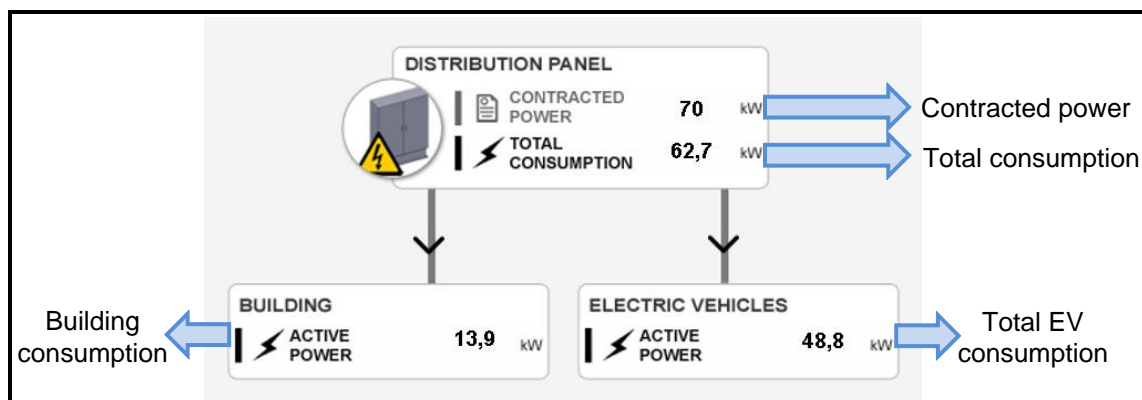 DISTRIBUTION PANEL
CONTRACTED
POWER
70 kW
Contracted power
TOTAL
CONSUMPTION
62,7 kW
Total consumption
BUILDING
ACTIVE
POWER
13,9 kW
Building
consumption
ELECTRIC VEHICLES
ACTIVE
POWER
48,8 kW
Total EV
consumption